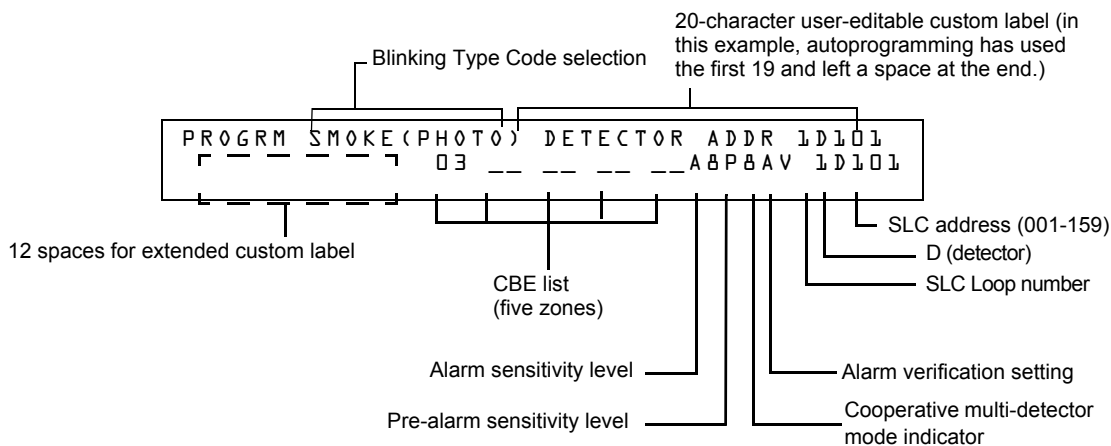 20-character user-editable custom label (in
this example, autoprogramming has used
the first 19 and left a space at the end.)
Blinking Type Code selection
PROGRM SMOKE(PHOTO) DETECTOR ADDR 1D101
03 __ __ __ __A8P8AV 1D101
SLC address (001-159)
12 spaces for extended custom label
D (detector)
CBE list
(five zones)
SLC Loop number
Alarm sensitivity level
Alarm verification setting
Pre-alarm sensitivity level
Cooperative multi-detector
mode indicator